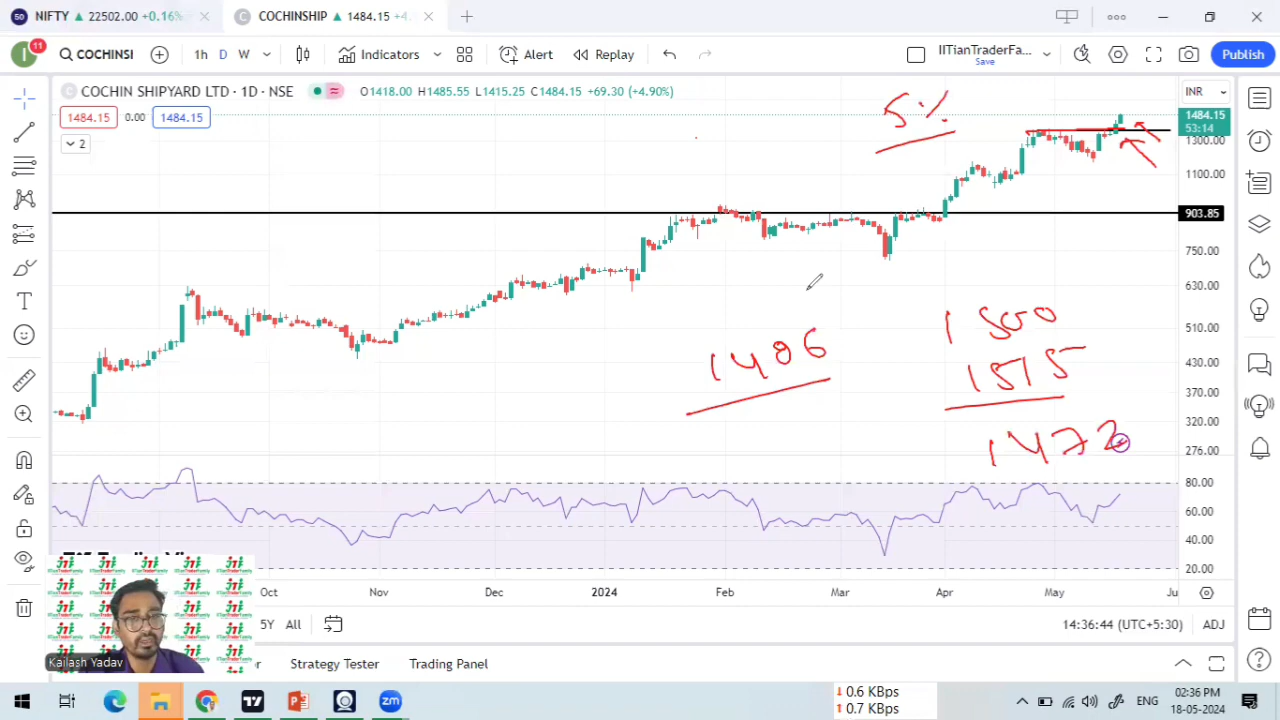 NIFTY ▲ 22502.00 +0.16%
COCHINSHIP ▲ 1484.15 +4.
11
COCHINSI
1h D W
Indicators
Alert
Replay
IITianTraderFa...
Save
Publish
COCHIN SHIPYARD LTD · 1D · NSE
O1418.00 H1485.55 L1415.25 C1484.15 +69.30 (+4.90%)
INR
1484.15 0.00 1484.15
2
5%
1484.15
53:14
1300.00
1100.00
903.85
750.00
630.00
510.00
430.00
370.00
320.00
276.00
1500
1486
1515
1472
80.00
60.00
40.00
20.00
Oct Nov Dec 2024 Feb Mar Apr May Ju
5Y All
14:36:44 (UTC+5:30) ADJ
Kailash Yadav
Strategy Tester Trading Panel
0.6 KBps
0.7 KBps
ENG
02:36 PM
18-05-2024